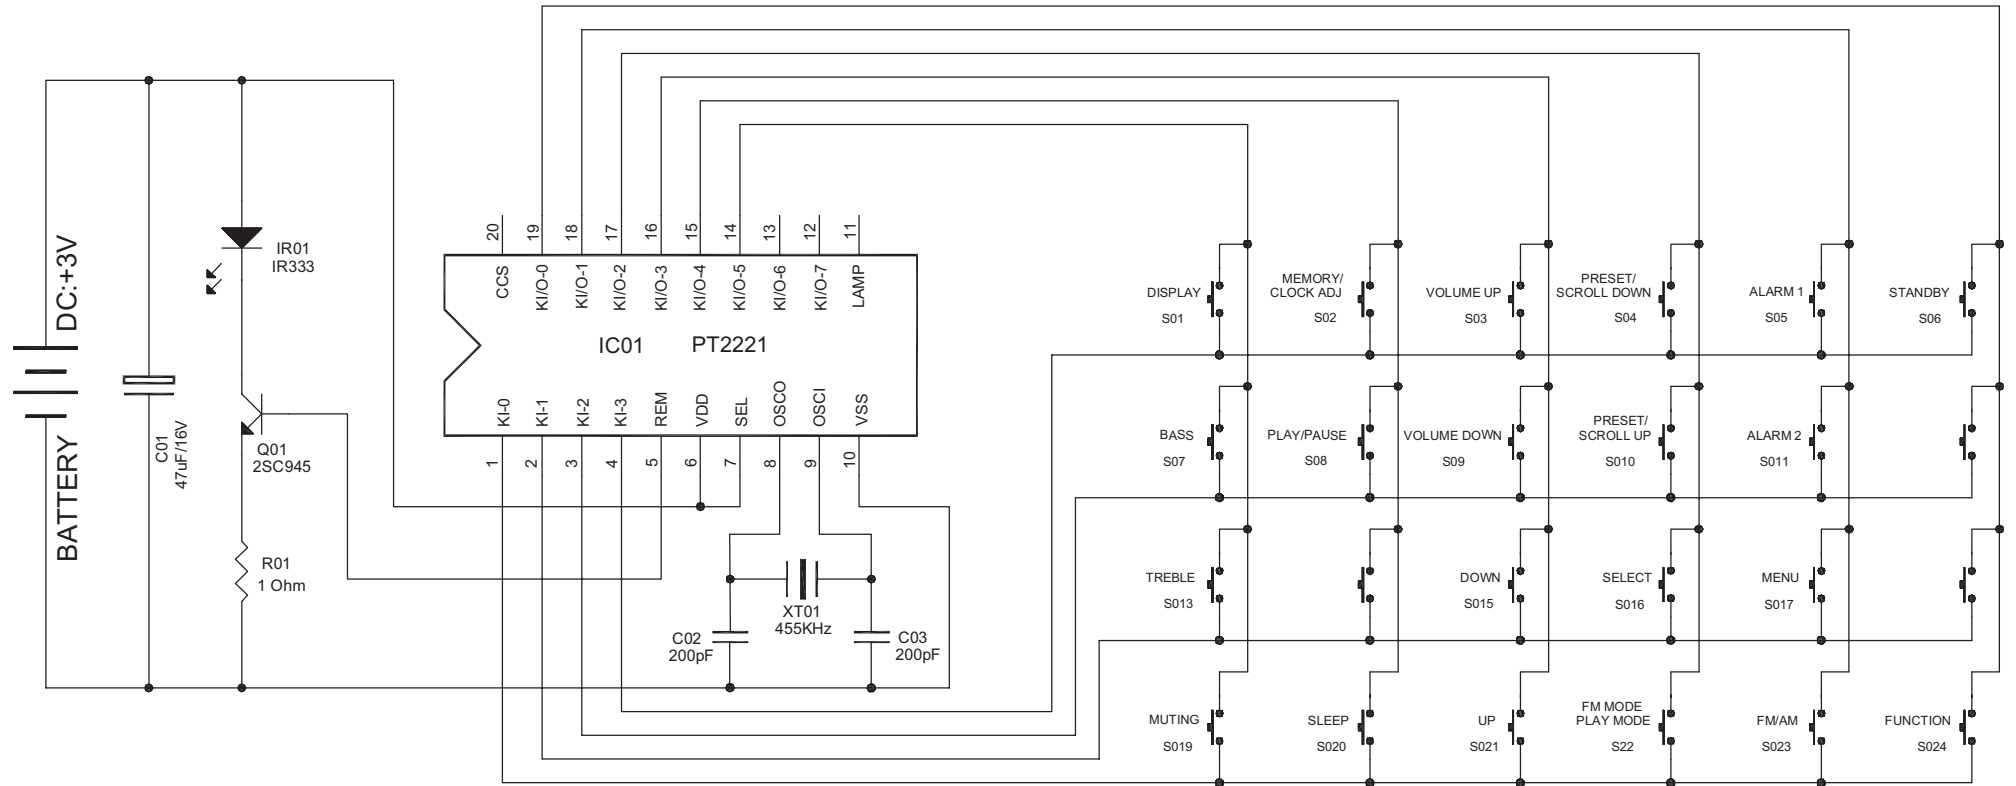 DC:+3V
BATTERY
C01
47uF/16V
IR01
IR333
Q01
2SC945
R01
1 Ohm
20
19
18
17
16
15
14
13
12
11
CCS
KI/O-0
KI/O-1
KI/O-2
KI/O-3
KI/O-4
KI/O-5
KI/O-6
KI/O-7
LAMP
IC01 PT2221
KI-0
KI-1
KI-2
KI-3
REM
VDD
SEL
OSCO
OSCI
VSS
1
2
3
4
5
6
7
8
9
10
XT01
455KHz
C02
200pF
C03
200pF
DISPLAY
S01
MEMORY/
CLOCK ADJ
S02
VOLUME UP
S03
PRESET/
SCROLL DOWN
S04
ALARM 1
S05
STANDBY
S06
BASS
S07
PLAY/PAUSE
S08
VOLUME DOWN
S09
PRESET/
SCROLL UP
S010
ALARM 2
S011
TREBLE
S013
DOWN
S015
SELECT
S016
MENU
S017
MUTING
S019
SLEEP
S020
UP
S021
FM MODE
PLAY MODE
S22
FM/AM
S023
FUNCTION
S024